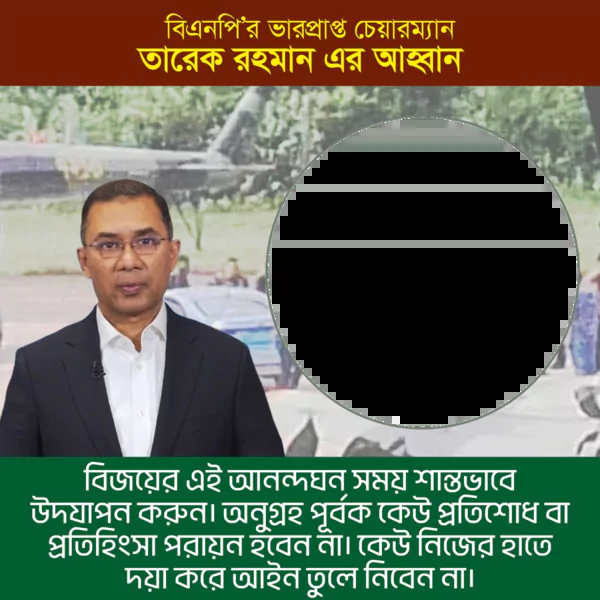 বিএনপি'র ভারপ্রাপ্ত চেয়ারম্যান
তারেক রহমান এর আহ্বান
বিজয়ের এই আনন্দঘন সময় শান্তভাবে
উদযাপন করুন। অনুগ্রহ পূর্বক কেউ প্রতিশোধ বা
প্রতিহিংসা পরায়ন হবেন না। কেউ নিজের হাতে
দয়া করে আইন তুলে নিবেন না।